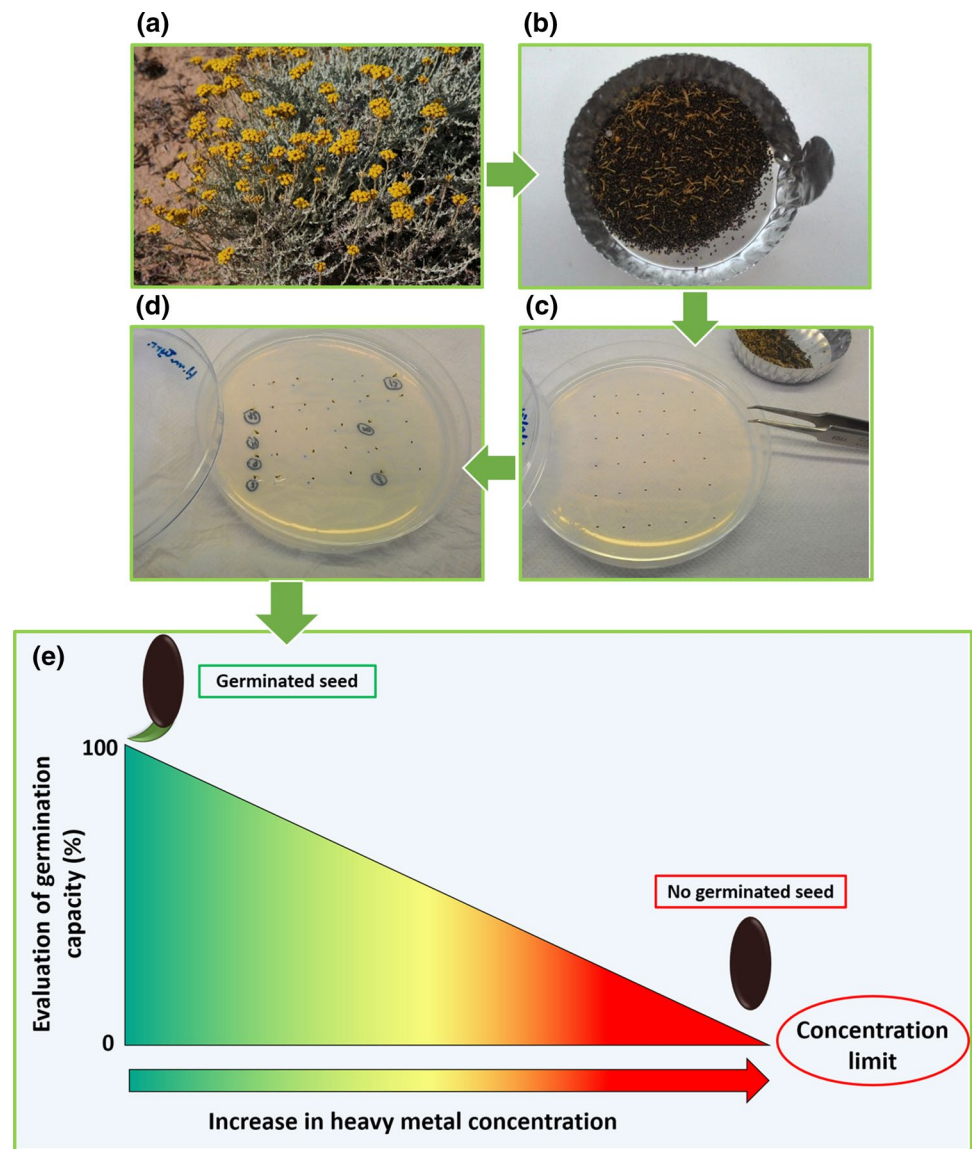 (a)
(b)
(d)
(c)
(e)
Germinated seed
100
Evaluation of germination
capacity (%)
No germinated seed
0
Concentration
limit
Increase in heavy metal concentration